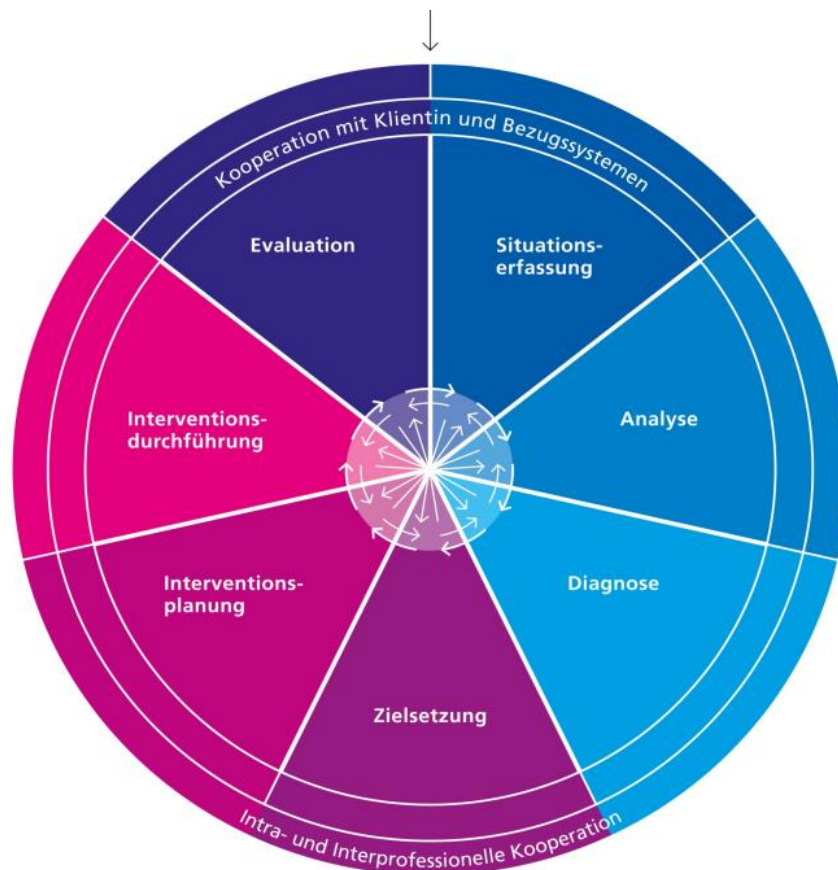 Kooperation mit Klientin und Bezugssystemen
Evaluation
Situations-
erfassung
Interventions-
durchführung
Analyse
Interventions-
planung
Diagnose
Zielsetzung
Intra- und Interprofessionelle Kooperation